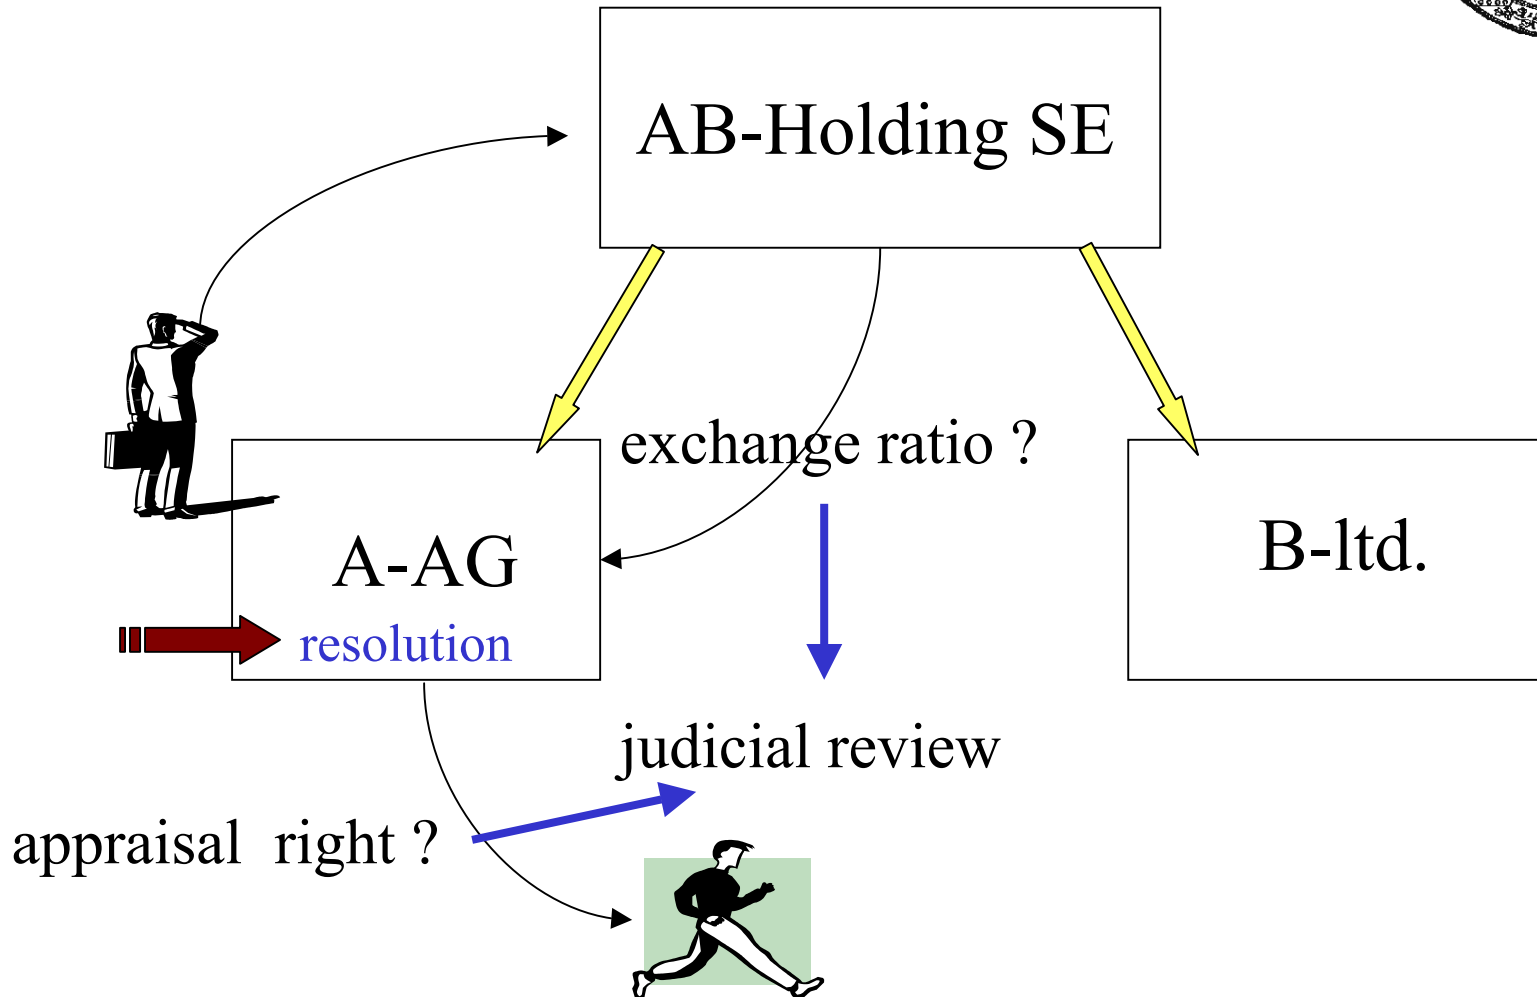 AB-Holding SE
exchange ratio ?
A-AG
B-ltd.
resolution
judicial review
appraisal right ?